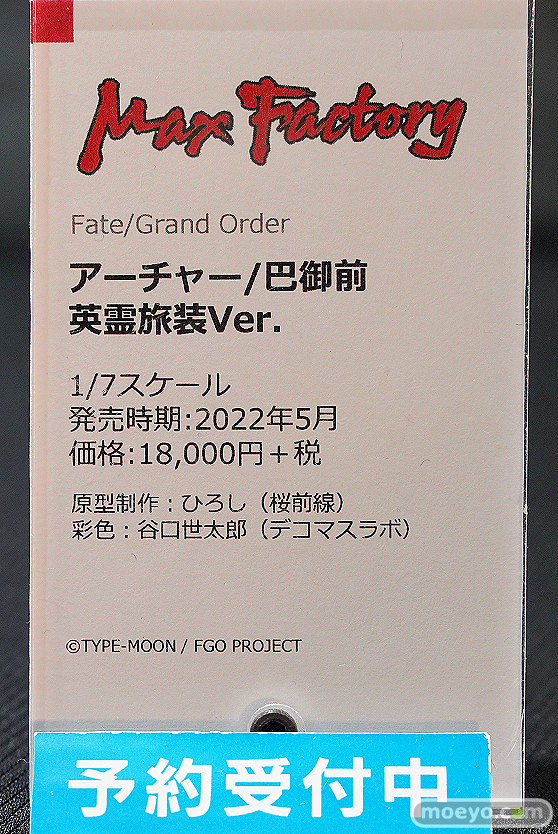 Max Factory
Fate/Grand Order
アーチャー/巴御前
英霊旅装Ver.
1/7スケール
発売時期:2022年5月
価格:18,000円＋税
原型制作：ひろし（桜前線）
彩色：谷口世太郎（デコマスラボ）
©TYPE-MOON / FGO PROJECT
予約受付中
moeyo.com